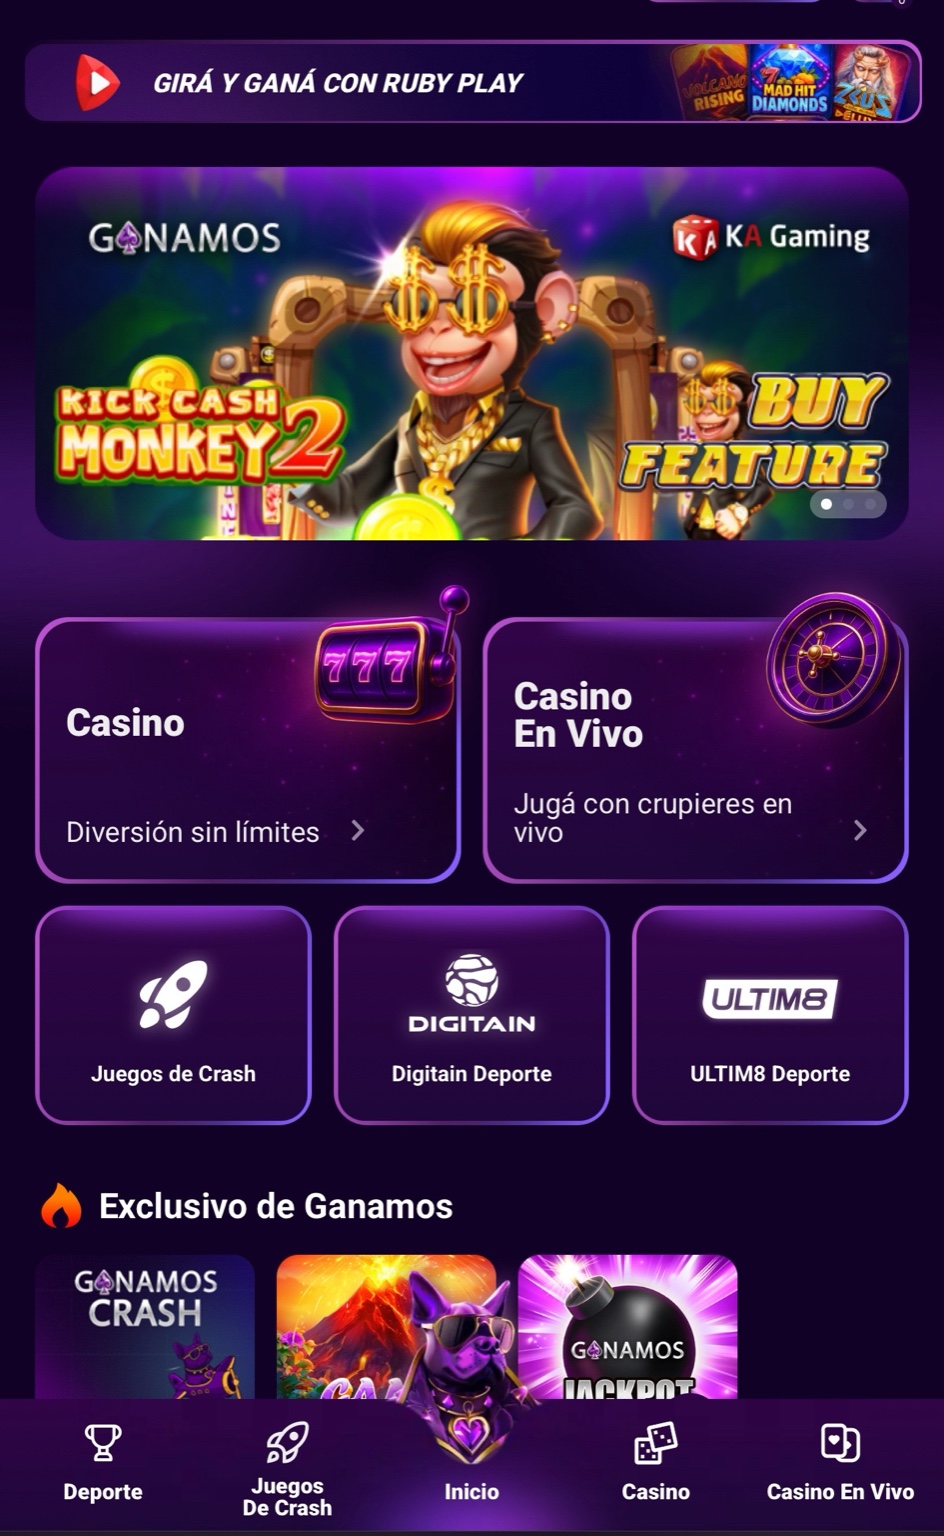 GIRÁ Y GANÁ CON RUBY PLAY
VOLCANO
RISING
7
MAD HIT
DIAMONDS
ZEUS
GANAMOS
KA KA Gaming
KICK CASH
MONKEY 2
BUY
FEATURE
777
Casino
Diversión sin límites
Casino
En Vivo
Jugá con crupieres en
vivo
Juegos de Crash
DIGITAIN
Digitain Deporte
ULTIM8
ULTIM8 Deporte
Exclusivo de Ganamos
GANAMOS
CRASH
GANAMOS
JACKPOT
Deporte
Juegos
De Crash
Inicio
Casino
Casino En Vivo